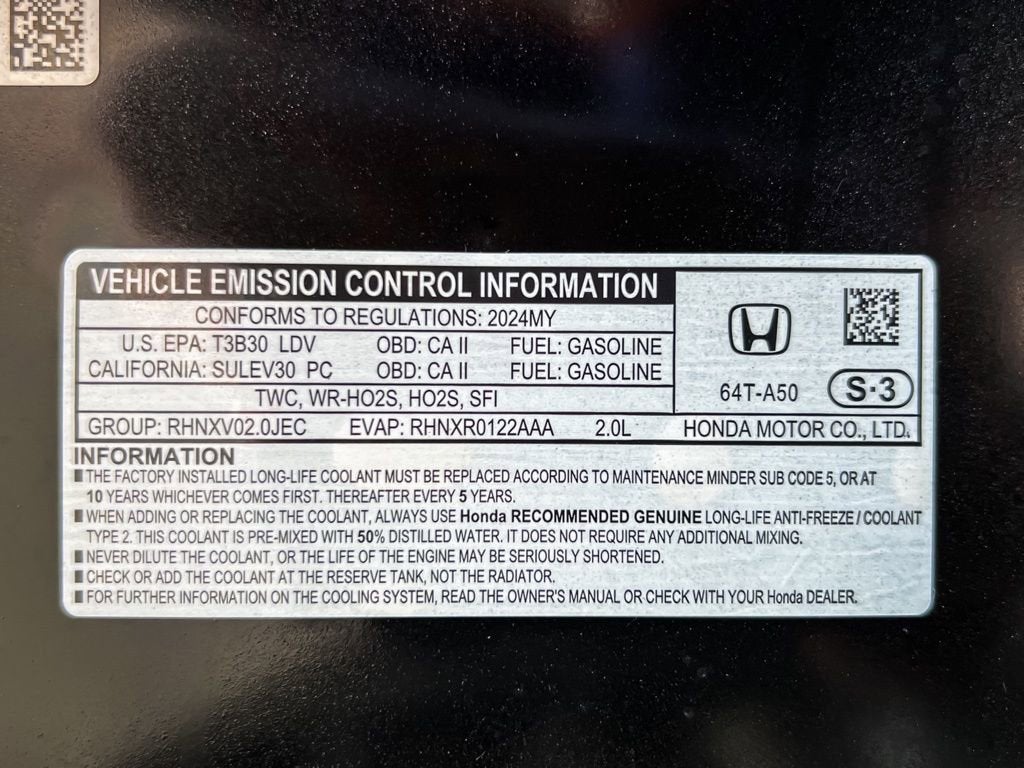 VEHICLE EMISSION CONTROL INFORMATION
CONFORMS TO REGULATIONS: 2024MY
U.S. EPA: T3B30 LDV OBD: CA II FUEL: GASOLINE
CALIFORNIA: SULEV30 PC OBD: CA II FUEL: GASOLINE
TWC, WR-HO2S, HO2S, SFI
64T-A50 S·3
GROUP: RHNXV02.0JEC EVAP: RHNXR0122AAA 2.0L HONDA MOTOR CO., LTD.
INFORMATION
THE FACTORY INSTALLED LONG-LIFE COOLANT MUST BE REPLACED ACCORDING TO MAINTENANCE MINDER SUB CODE 5, OR AT
10 YEARS WHICHEVER COMES FIRST. THEREAFTER EVERY 5 YEARS.
WHEN ADDING OR REPLACING THE COOLANT, ALWAYS USE Honda RECOMMENDED GENUINE LONG-LIFE ANTI-FREEZE / COOLANT
TYPE 2. THIS COOLANT IS PRE-MIXED WITH 50% DISTILLED WATER. IT DOES NOT REQUIRE ANY ADDITIONAL MIXING.
NEVER DILUTE THE COOLANT, OR THE LIFE OF THE ENGINE MAY BE SERIOUSLY SHORTENED.
CHECK OR ADD THE COOLANT AT THE RESERVE TANK, NOT THE RADIATOR.
FOR FURTHER INFORMATION ON THE COOLING SYSTEM, READ THE OWNER'S MANUAL OR CHECK WITH YOUR Honda DEALER.